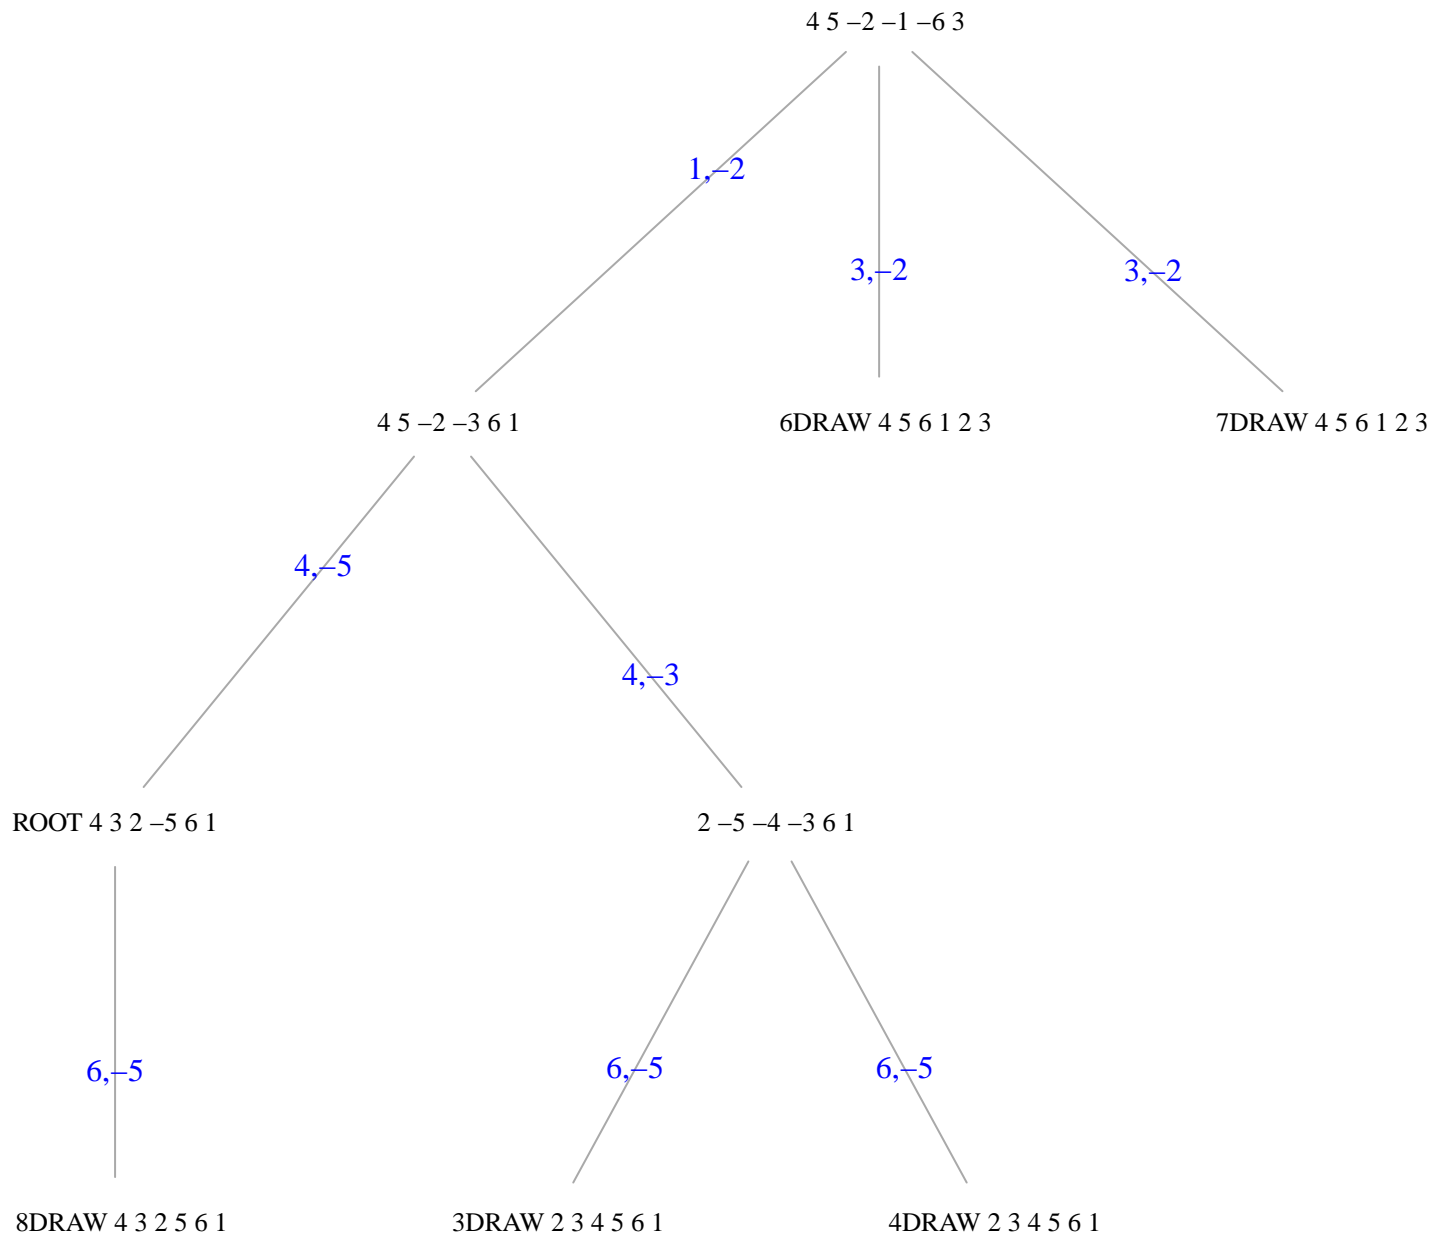 4 5 –2 –1 –6 3
1,–2
3,–2
3,–2
4 5 –2 –3 6 1
6DRAW 4 5 6 1 2 3
7DRAW 4 5 6 1 2 3
4,–5
4,–3
ROOT 4 3 2 –5 6 1
2 –5 –4 –3 6 1
6,–5
6,–5
6,–5
8DRAW 4 3 2 5 6 1
3DRAW 2 3 4 5 6 1
4DRAW 2 3 4 5 6 1